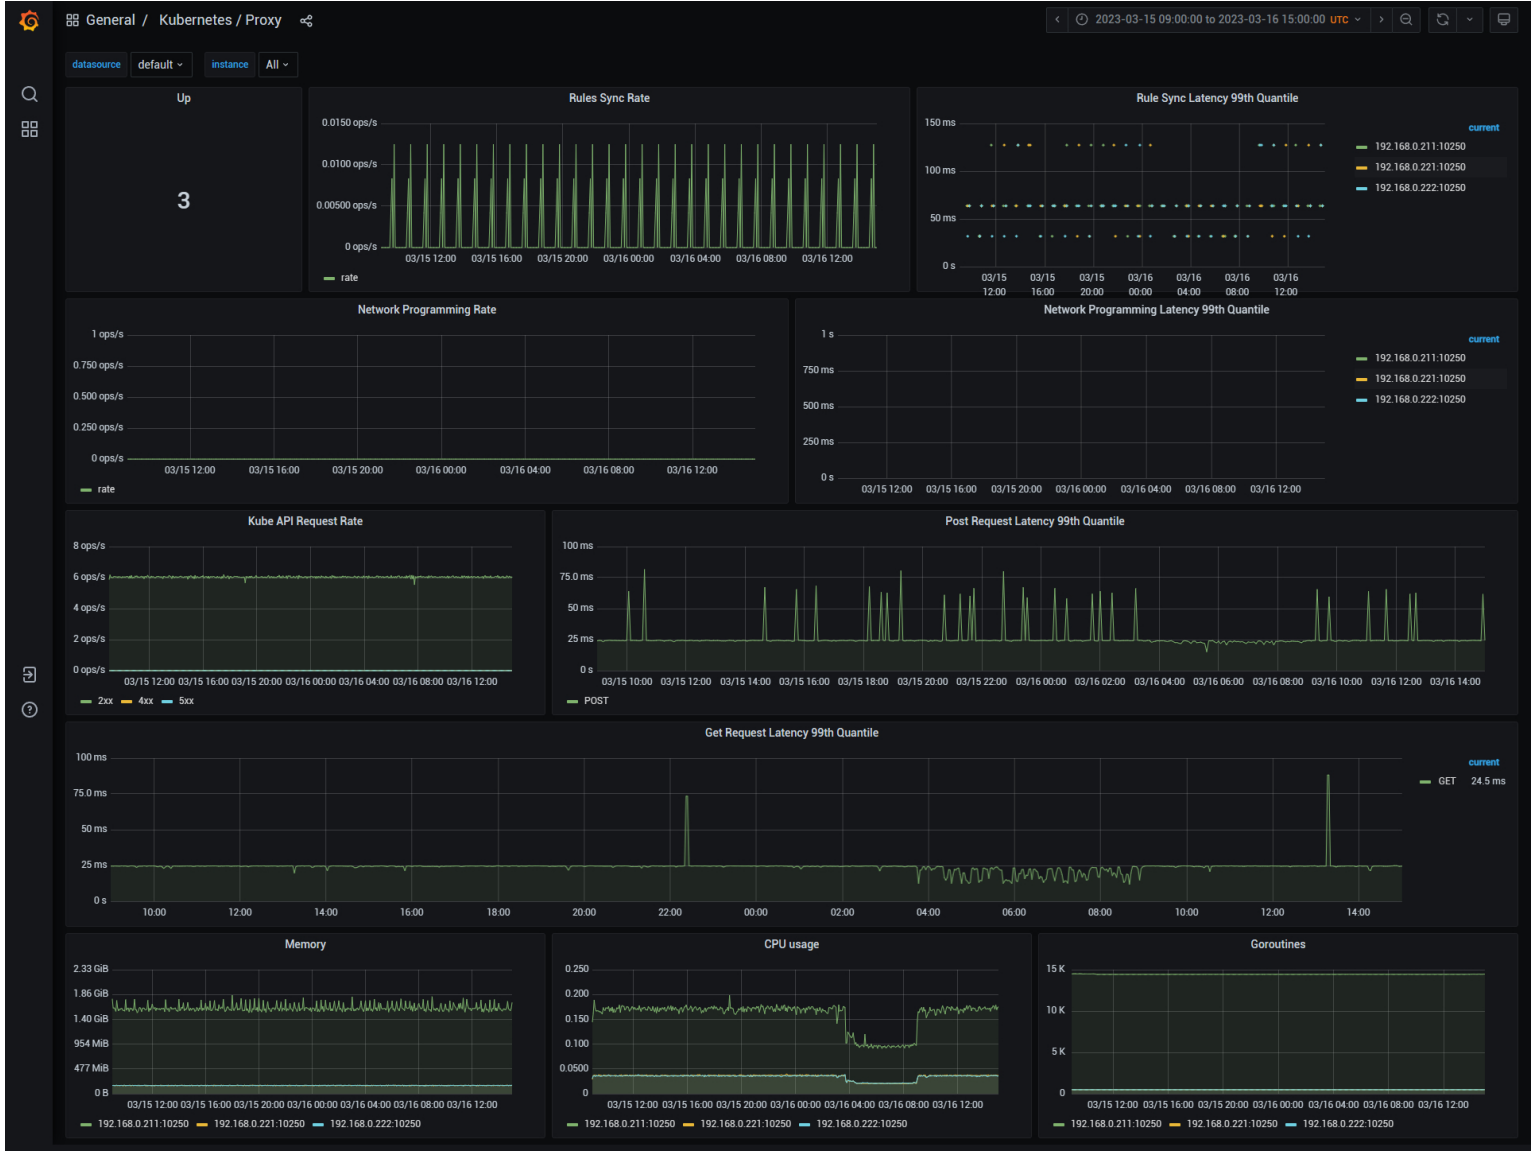 General / Kubernetes / Proxy
2023-03-15 09:00:00 to 2023-03-16 15:00:00 UTC
datasource default instance All
Up
3
Rules Sync Rate
0.0150 ops/s
0.0100 ops/s
0.00500 ops/s
0 ops/s
03/15 12:00 03/15 16:00 03/15 20:00 03/16 00:00 03/16 04:00 03/16 08:00 03/16 12:00
rate
Rule Sync Latency 99th Quantile
150 ms
100 ms
50 ms
0 s
03/15 03/15 03/15 03/16 03/16 03/16 03/16
12:00 16:00 20:00 00:00 04:00 08:00 12:00
current
192.168.0.211:10250
192.168.0.221:10250
192.168.0.222:10250
Network Programming Rate
1 ops/s
0.750 ops/s
0.500 ops/s
0.250 ops/s
0 ops/s
03/15 12:00 03/15 16:00 03/15 20:00 03/16 00:00 03/16 04:00 03/16 08:00 03/16 12:00
rate
Network Programming Latency 99th Quantile
1 s
750 ms
500 ms
250 ms
0 s
03/15 12:00 03/15 16:00 03/15 20:00 03/16 00:00 03/16 04:00 03/16 08:00 03/16 12:00
current
192.168.0.211:10250
192.168.0.221:10250
192.168.0.222:10250
Kube API Request Rate
8 ops/s
6 ops/s
4 ops/s
2 ops/s
0 ops/s
03/15 12:00 03/15 16:00 03/15 20:00 03/16 00:00 03/16 04:00 03/16 08:00 03/16 12:00
2xx 4xx 5xx
Post Request Latency 99th Quantile
100 ms
75.0 ms
50 ms
25 ms
0 s
03/15 10:00 03/15 12:00 03/15 14:00 03/15 16:00 03/15 18:00 03/15 20:00 03/15 22:00 03/16 00:00 03/16 02:00 03/16 04:00 03/16 06:00 03/16 08:00 03/16 10:00 03/16 12:00 03/16 14:00
POST
Get Request Latency 99th Quantile
100 ms
75.0 ms
50 ms
25 ms
0 s
10:00 12:00 14:00 16:00 18:00 20:00 22:00 00:00 02:00 04:00 06:00 08:00 10:00 12:00 14:00
current
GET 24.5 ms
Memory
2.33 GiB
1.86 GiB
1.40 GiB
954 MiB
477 MiB
0 B
03/15 12:00 03/15 16:00 03/15 20:00 03/16 00:00 03/16 04:00 03/16 08:00 03/16 12:00
192.168.0.211:10250 192.168.0.221:10250 192.168.0.222:10250
CPU usage
0.250
0.200
0.150
0.100
0.0500
0
03/15 12:00 03/15 16:00 03/15 20:00 03/16 00:00 03/16 04:00 03/16 08:00 03/16 12:00
192.168.0.211:10250 192.168.0.221:10250 192.168.0.222:10250
Goroutines
15 K
10 K
5 K
0
03/15 12:00 03/15 16:00 03/15 20:00 03/16 00:00 03/16 04:00 03/16 08:00 03/16 12:00
192.168.0.211:10250 192.168.0.221:10250 192.168.0.222:10250